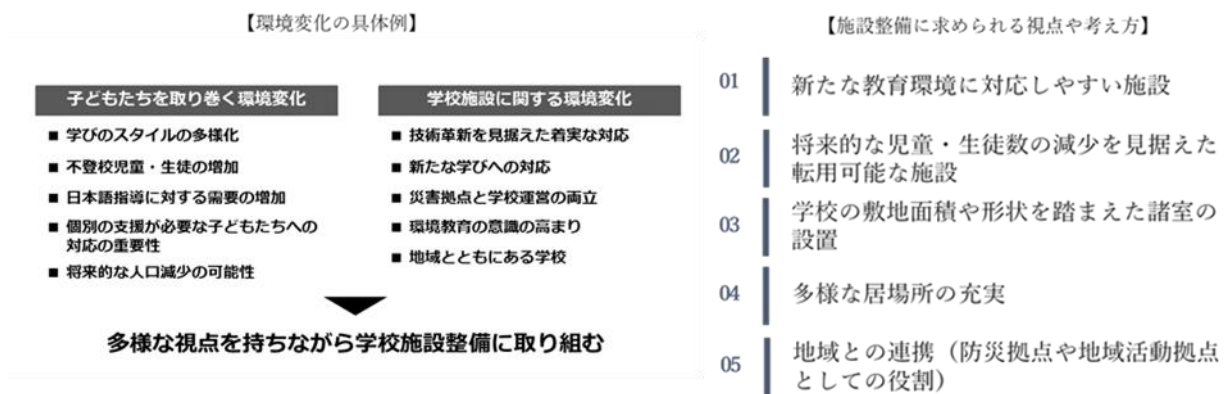 【環境変化の具体例】
子どもたちを取り巻く環境変化
■ 学びのスタイルの多様化
■ 不登校児童・生徒の増加
■ 日本語指導に対する需要の増加
■ 個別の支援が必要な子どもたちへの
対応の重要性
■ 将来的な人口減少の可能性
学校施設に関する環境変化
■ 技術革新を見据えた着実な対応
■ 新たな学びへの対応
■ 災害拠点と学校運営の両立
■ 環境教育の意識の高まり
■ 地域とともにある学校
多様な視点を持ちながら学校施設整備に取り組む
【施設整備に求められる視点や考え方】
01 新たな教育環境に対応しやすい施設
02 将来的な児童・生徒数の減少を見据えた
転用可能な施設
03 学校の敷地面積や形状を踏まえた諸室の
設置
04 多様な居場所の充実
05 地域との連携（防災拠点や地域活動拠点
としての役割）